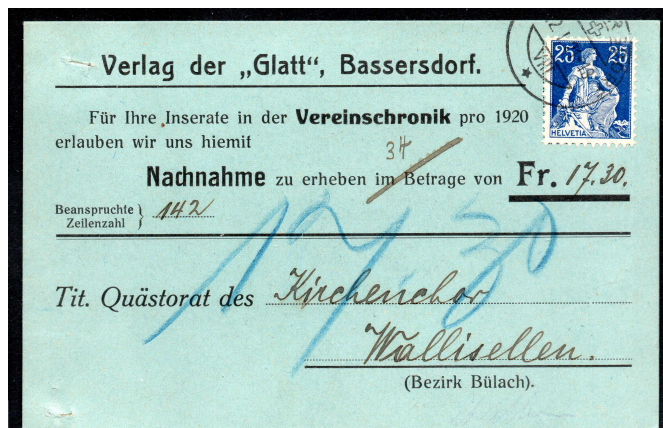 Verlag der „Glatt“, Bassersdorf.
25 25
HELVETIA
Für Ihre Inserate in der Vereinschronik pro 1920
erlauben wir uns hiemit
34
Nachnahme zu erheben im Betrage von Fr. 17.30.
Beanspruchte
Zeilenzahl } 142
17.30
Tit. Quästorat des Kirchenchor
Wallisellen.
(Bezirk Bülach).